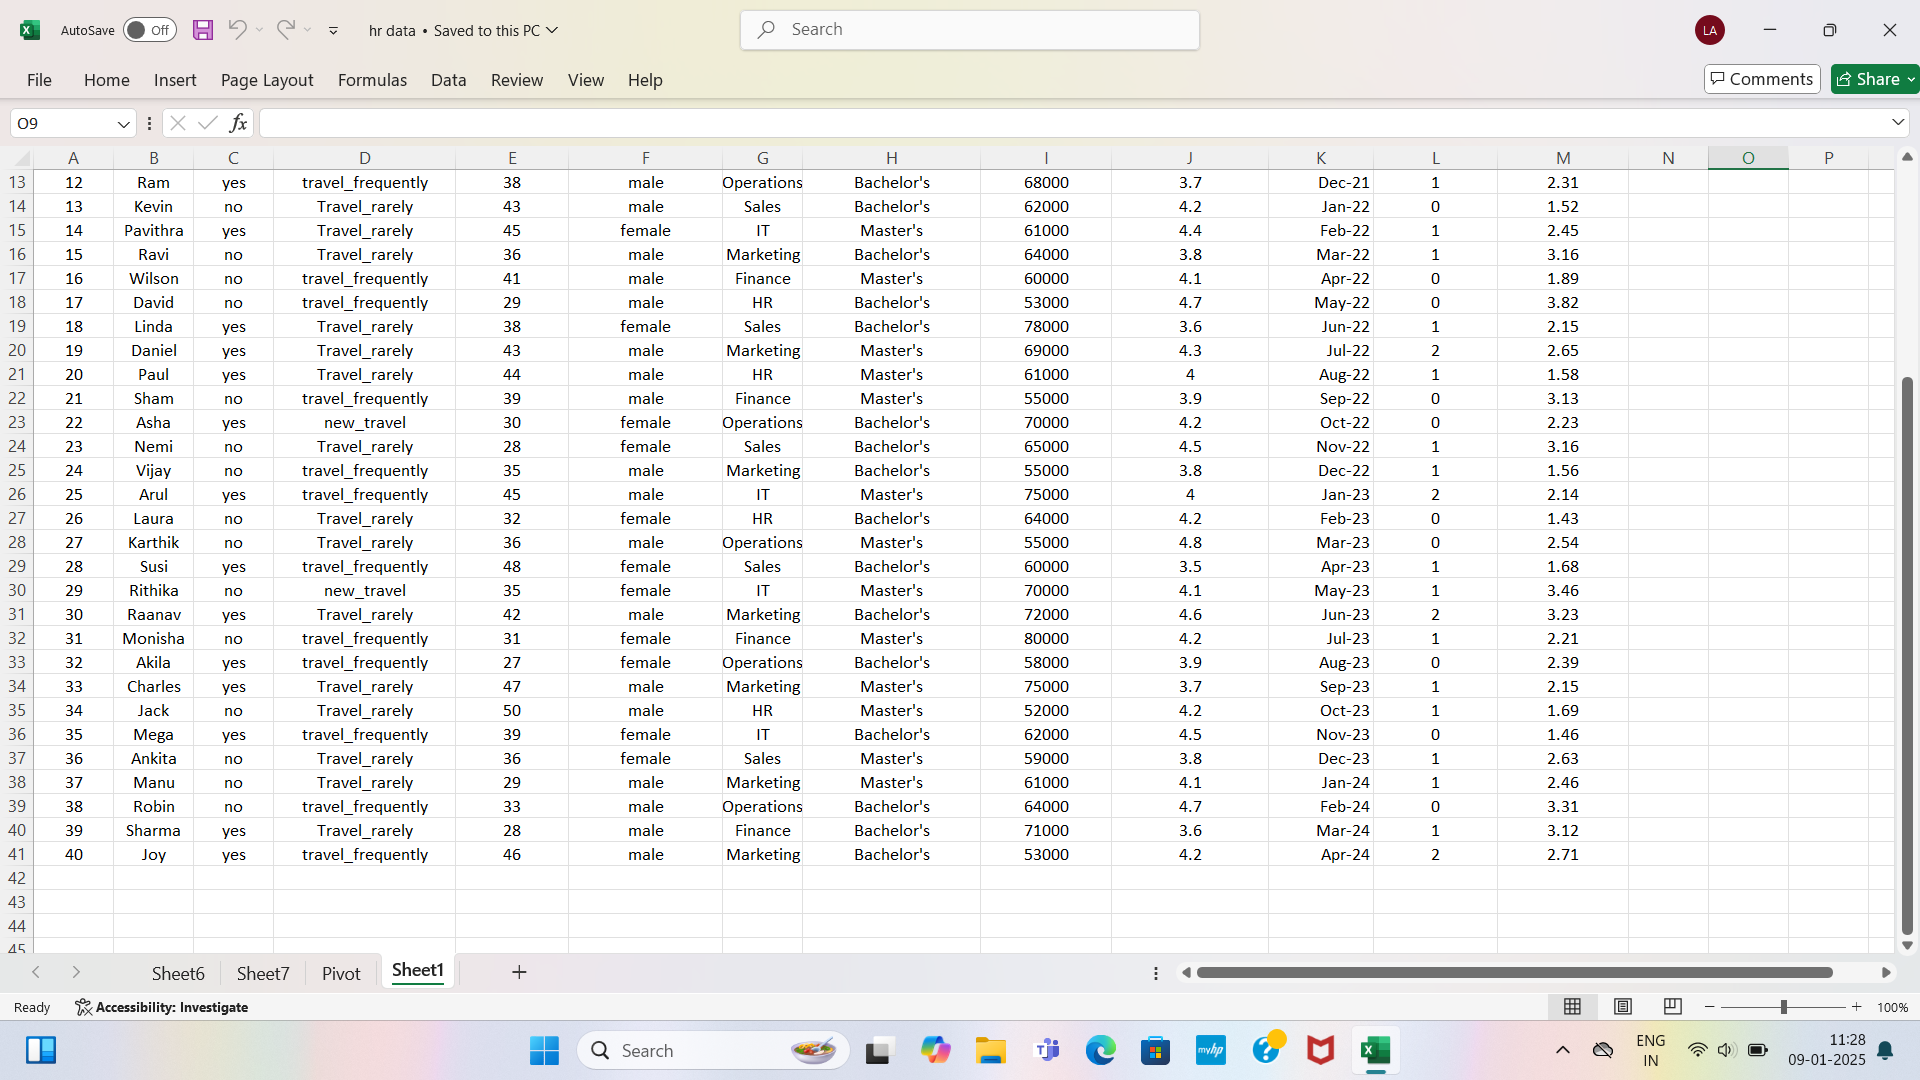 AutoSave Off hr data • Saved to this PC Search LA
File Home Insert Page Layout Formulas Data Review View Help Comments Share
O9 fx
A B C D E F G H I J K L M N O P
13 12 Ram yes travel_frequently 38 male Operations Bachelor's 68000 3.7 Dec-21 1 2.31
14 13 Kevin no Travel_rarely 43 male Sales Bachelor's 62000 4.2 Jan-22 0 1.52
15 14 Pavithra yes Travel_rarely 45 female IT Master's 61000 4.4 Feb-22 1 2.45
16 15 Ravi no Travel_rarely 36 male Marketing Bachelor's 64000 3.8 Mar-22 1 3.16
17 16 Wilson no travel_frequently 41 male Finance Master's 60000 4.1 Apr-22 0 1.89
18 17 David no travel_frequently 29 male HR Bachelor's 53000 4.7 May-22 0 3.82
19 18 Linda yes Travel_rarely 38 female Sales Bachelor's 78000 3.6 Jun-22 1 2.15
20 19 Daniel yes Travel_rarely 43 male Marketing Master's 69000 4.3 Jul-22 2 2.65
21 20 Paul yes Travel_rarely 44 male HR Master's 61000 4 Aug-22 1 1.58
22 21 Sham no travel_frequently 39 male Finance Master's 55000 3.9 Sep-22 0 3.13
23 22 Asha yes new_travel 30 female Operations Bachelor's 70000 4.2 Oct-22 0 2.23
24 23 Nemi no Travel_rarely 28 female Sales Bachelor's 65000 4.5 Nov-22 1 3.16
25 24 Vijay no travel_frequently 35 male Marketing Bachelor's 55000 3.8 Dec-22 1 1.56
26 25 Arul yes travel_frequently 45 male IT Master's 75000 4 Jan-23 2 2.14
27 26 Laura no Travel_rarely 32 female HR Bachelor's 64000 4.2 Feb-23 0 1.43
28 27 Karthik no Travel_rarely 36 male Operations Master's 55000 4.8 Mar-23 0 2.54
29 28 Susi yes travel_frequently 48 female Sales Bachelor's 60000 3.5 Apr-23 1 1.68
30 29 Rithika no new_travel 35 female IT Master's 70000 4.1 May-23 1 3.46
31 30 Raanav yes Travel_rarely 42 male Marketing Bachelor's 72000 4.6 Jun-23 2 3.23
32 31 Monisha no travel_frequently 31 female Finance Master's 80000 4.2 Jul-23 1 2.21
33 32 Akila yes travel_frequently 27 female Operations Bachelor's 58000 3.9 Aug-23 0 2.39
34 33 Charles yes Travel_rarely 47 male Marketing Master's 75000 3.7 Sep-23 1 2.15
35 34 Jack no Travel_rarely 50 male HR Master's 52000 4.2 Oct-23 1 1.69
36 35 Mega yes travel_frequently 39 female IT Bachelor's 62000 4.5 Nov-23 0 1.46
37 36 Ankita no Travel_rarely 36 female Sales Master's 59000 3.8 Dec-23 1 2.63
38 37 Manu no Travel_rarely 29 male Marketing Master's 61000 4.1 Jan-24 1 2.46
39 38 Robin no travel_frequently 33 male Operations Bachelor's 64000 4.7 Feb-24 0 3.31
40 39 Sharma yes Travel_rarely 28 male Finance Bachelor's 71000 3.6 Mar-24 1 3.12
41 40 Joy yes travel_frequently 46 male Marketing Bachelor's 53000 4.2 Apr-24 2 2.71
42
43
44
45
Sheet6 Sheet7 Pivot Sheet1
Ready Accessibility: Investigate 100%
Search myhp ENG 11:28
IN 09-01-2025